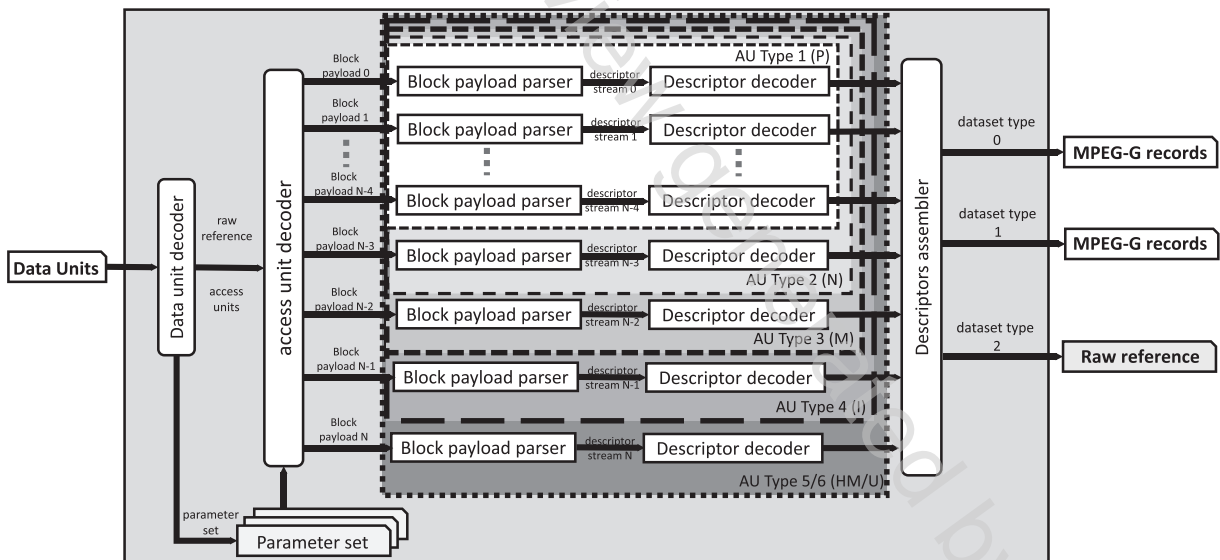 AU Type 1 (P)
Block
payload 0
Block payload parser
descriptor
stream 0
Descriptor decoder
Block
payload 1
Block payload parser
descriptor
stream 1
Descriptor decoder
Block
payload N-4
Block payload parser
descriptor
stream N-4
Descriptor decoder
Block
payload N-3
Block payload parser
descriptor
stream N-3
Descriptor decoder
AU Type 2 (N)
Block
payload N-2
Block payload parser
descriptor
stream N-2
Descriptor decoder
AU Type 3 (M)
Block
payload N-1
Block payload parser
descriptor
stream N-1
Descriptor decoder
AU Type 4 (I)
Block
payload N
Block payload parser
descriptor
stream N
Descriptor decoder
AU Type 5/6 (HM/U)
Data Units
Data unit decoder
raw
reference
access
units
access unit decoder
parameter
set
Parameter set
Descriptors assembler
dataset type
0
MPEG-G records
dataset type
1
MPEG-G records
dataset type
2
Raw reference
view generated by